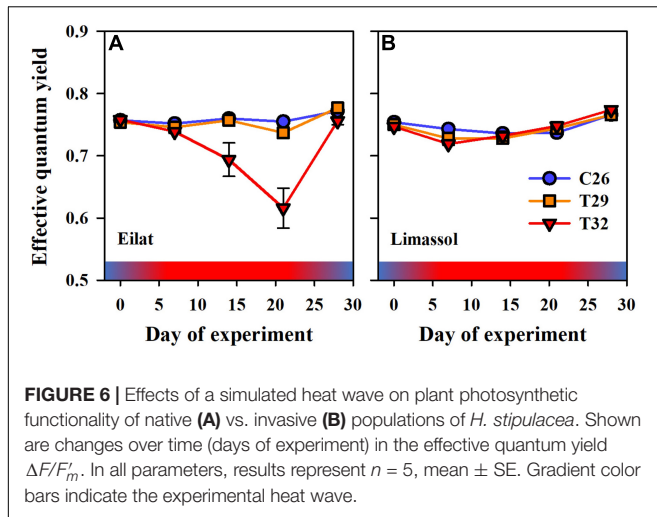 0.9
A
B
0.8
0.7
0.6
0.5
Effective quantum yield
Eilat
Limassol
C26
T29
T32
0 5 10 15 20 25 30
0 5 10 15 20 25 30
Day of experiment
Day of experiment
FIGURE 6 | Effects of a simulated heat wave on plant photosynthetic
functionality of native (A) vs. invasive (B) populations of H. stipulacea. Shown
are changes over time (days of experiment) in the effective quantum yield
ΔF/F′m. In all parameters, results represent n = 5, mean ± SE. Gradient color
bars indicate the experimental heat wave.